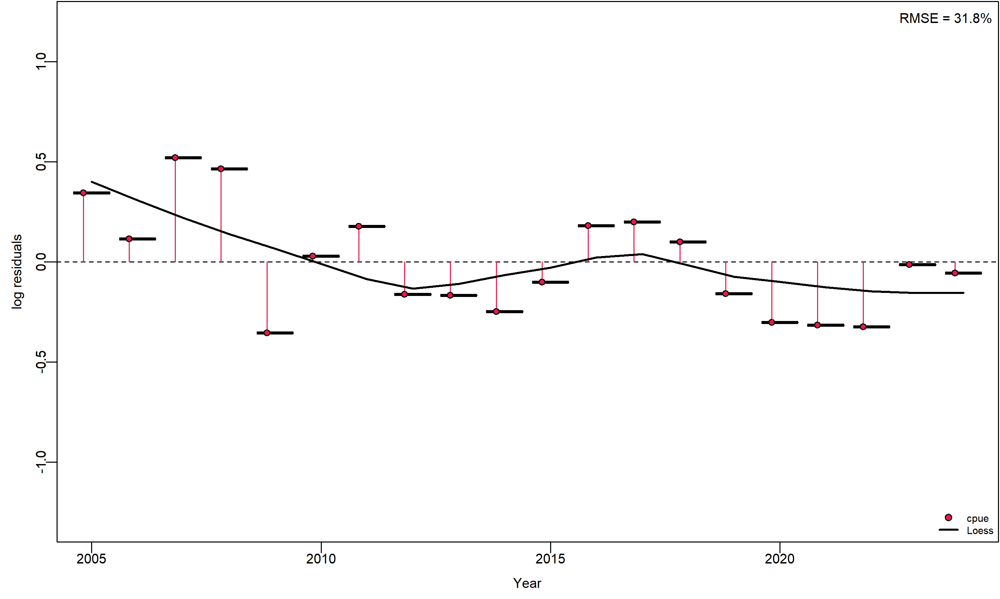 RMSE = 31.8%
log residuals
1.0
0.5
0.0
-0.5
-1.0
cpue
Loess
2005 2010 2015 2020
Year